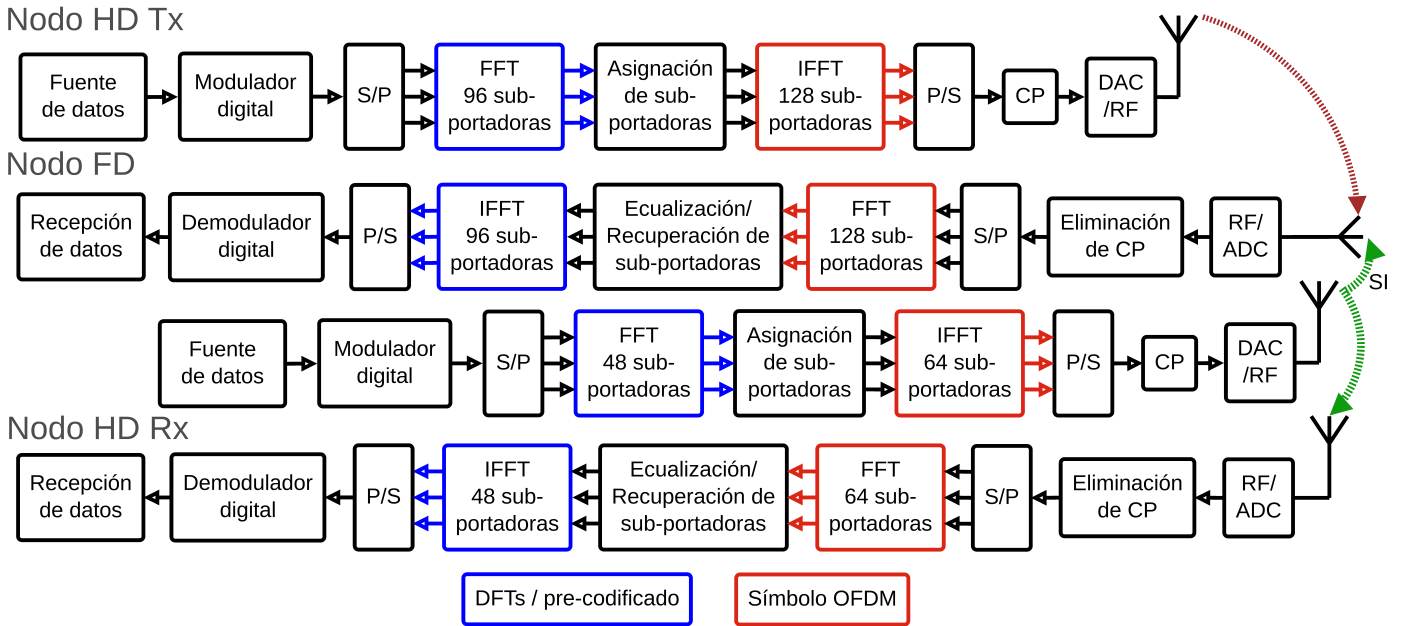 Nodo HD Tx
Fuente
de datos
Modulador
digital
S/P
FFT
96 sub-
portadoras
Asignación
de sub-
portadoras
IFFT
128 sub-
portadoras
P/S
CP
DAC
/RF
Nodo FD
Recepción
de datos
Demodulador
digital
P/S
IFFT
96 sub-
portadoras
Ecualización/
Recuperación de
sub-portadoras
FFT
128 sub-
portadoras
S/P
Eliminación
de CP
RF/
ADC
SI
Fuente
de datos
Modulador
digital
S/P
FFT
48 sub-
portadoras
Asignación
de sub-
portadoras
IFFT
64 sub-
portadoras
P/S
CP
DAC
/RF
Nodo HD Rx
Recepción
de datos
Demodulador
digital
P/S
IFFT
48 sub-
portadoras
Ecualización/
Recuperación de
sub-portadoras
FFT
64 sub-
portadoras
S/P
Eliminación
de CP
RF/
ADC
DFTs / pre-codificado
Símbolo OFDM